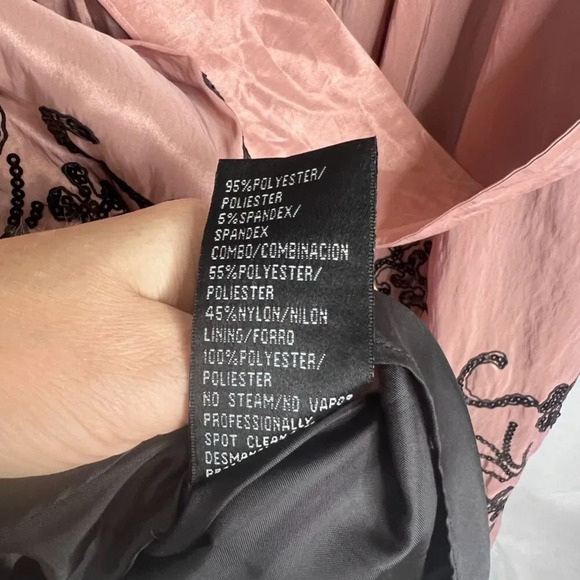 95%POLYESTER/
POLIESTER
5%SPANDEX/
SPANDEX
COMBO/COMBINACION
55%POLYESTER/
POLIESTER
45%NYLON/NILON
LINING/FORRO
100%POLYESTER/
POLIESTER
NO STEAM/NO VAPOR
PROFESSIONALLY
SPOT CLEAN